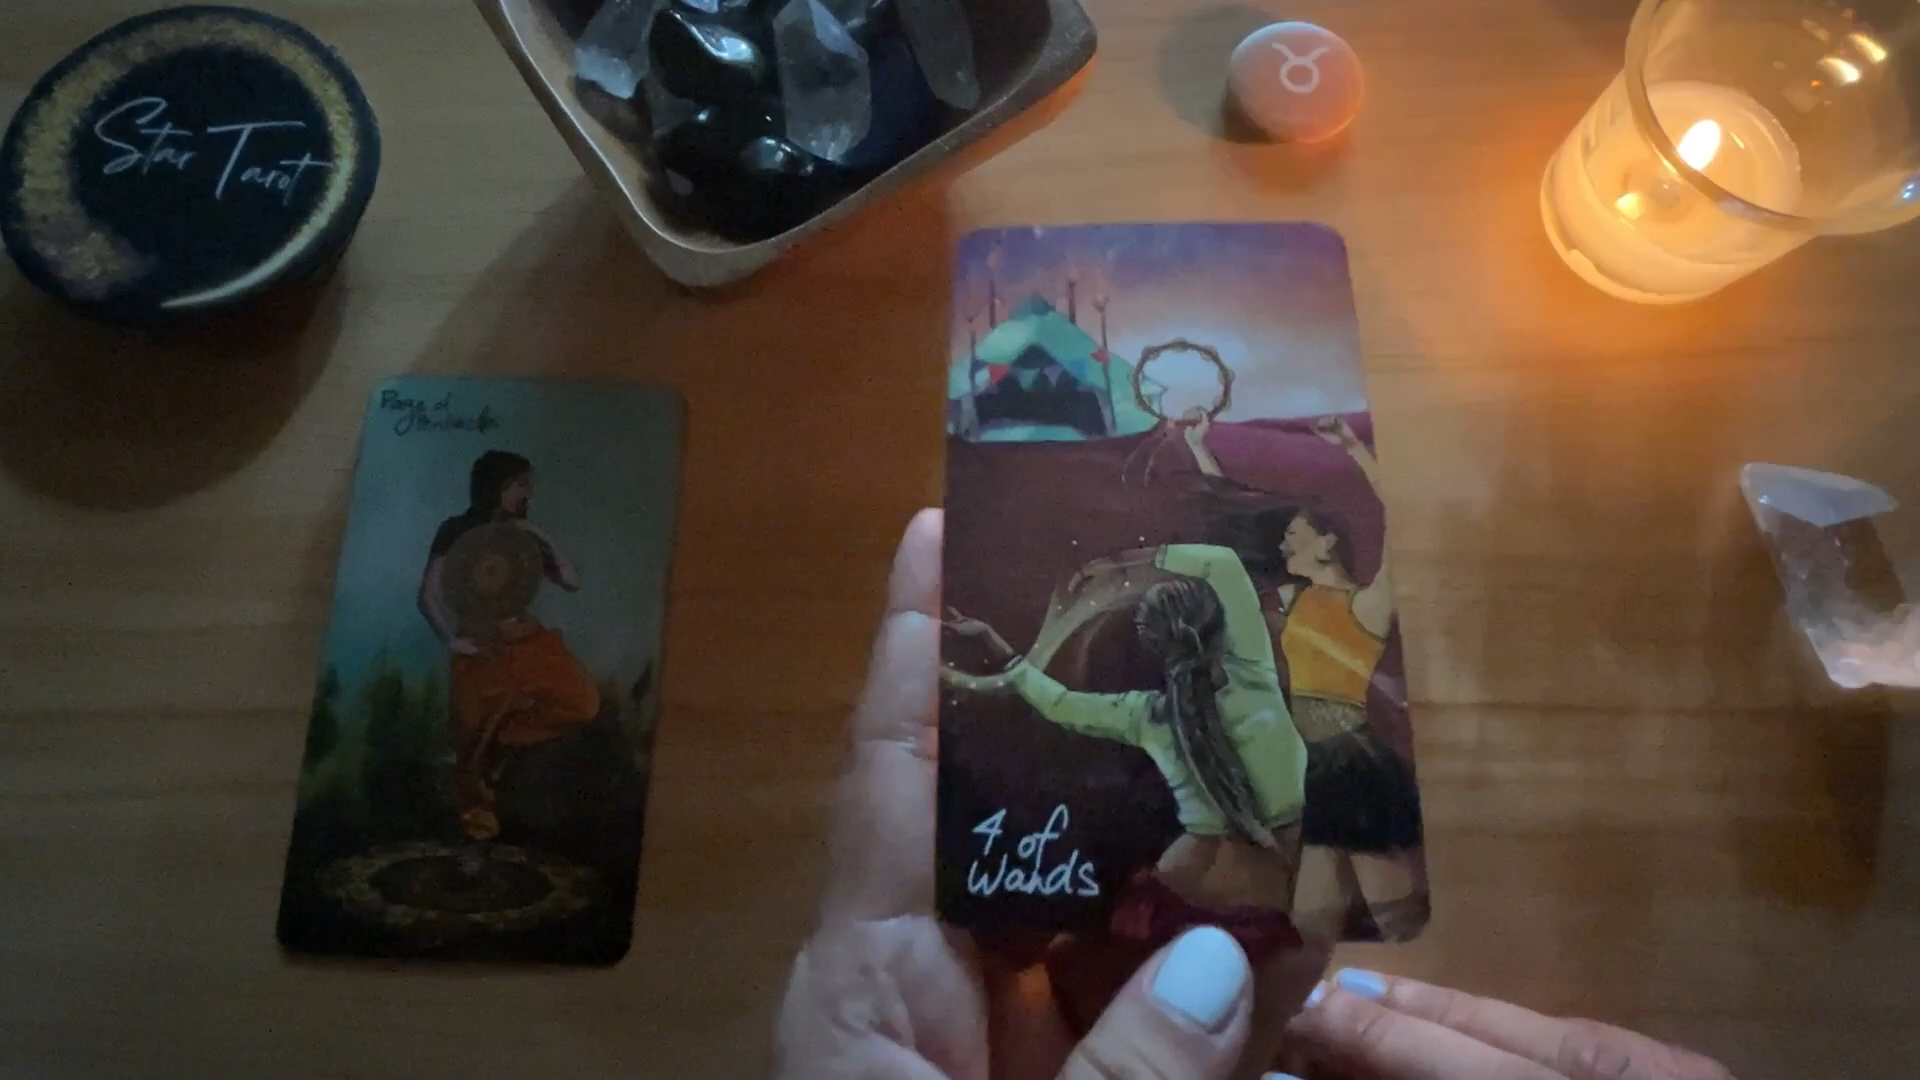 Star Tarot
Page of
Pentacles
4 of
Wands